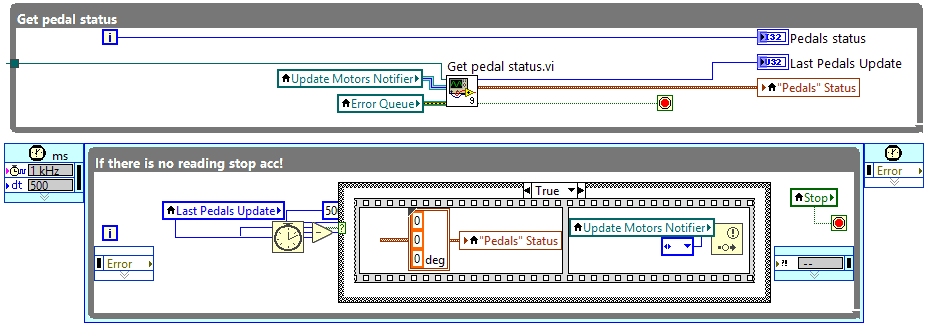 Get pedal status
i
I32
Pedals status
U32
Last Pedals Update
Get pedal status.vi
Update Motors Notifier
"Pedals" Status
9
Error Queue
ms
1 kHz
dt 500
If there is no reading stop acc!
Error
True
Last Pedals Update
50
?
Stop
0
0
0
deg
"Pedals" Status
Update Motors Notifier
i
Error
?!
--